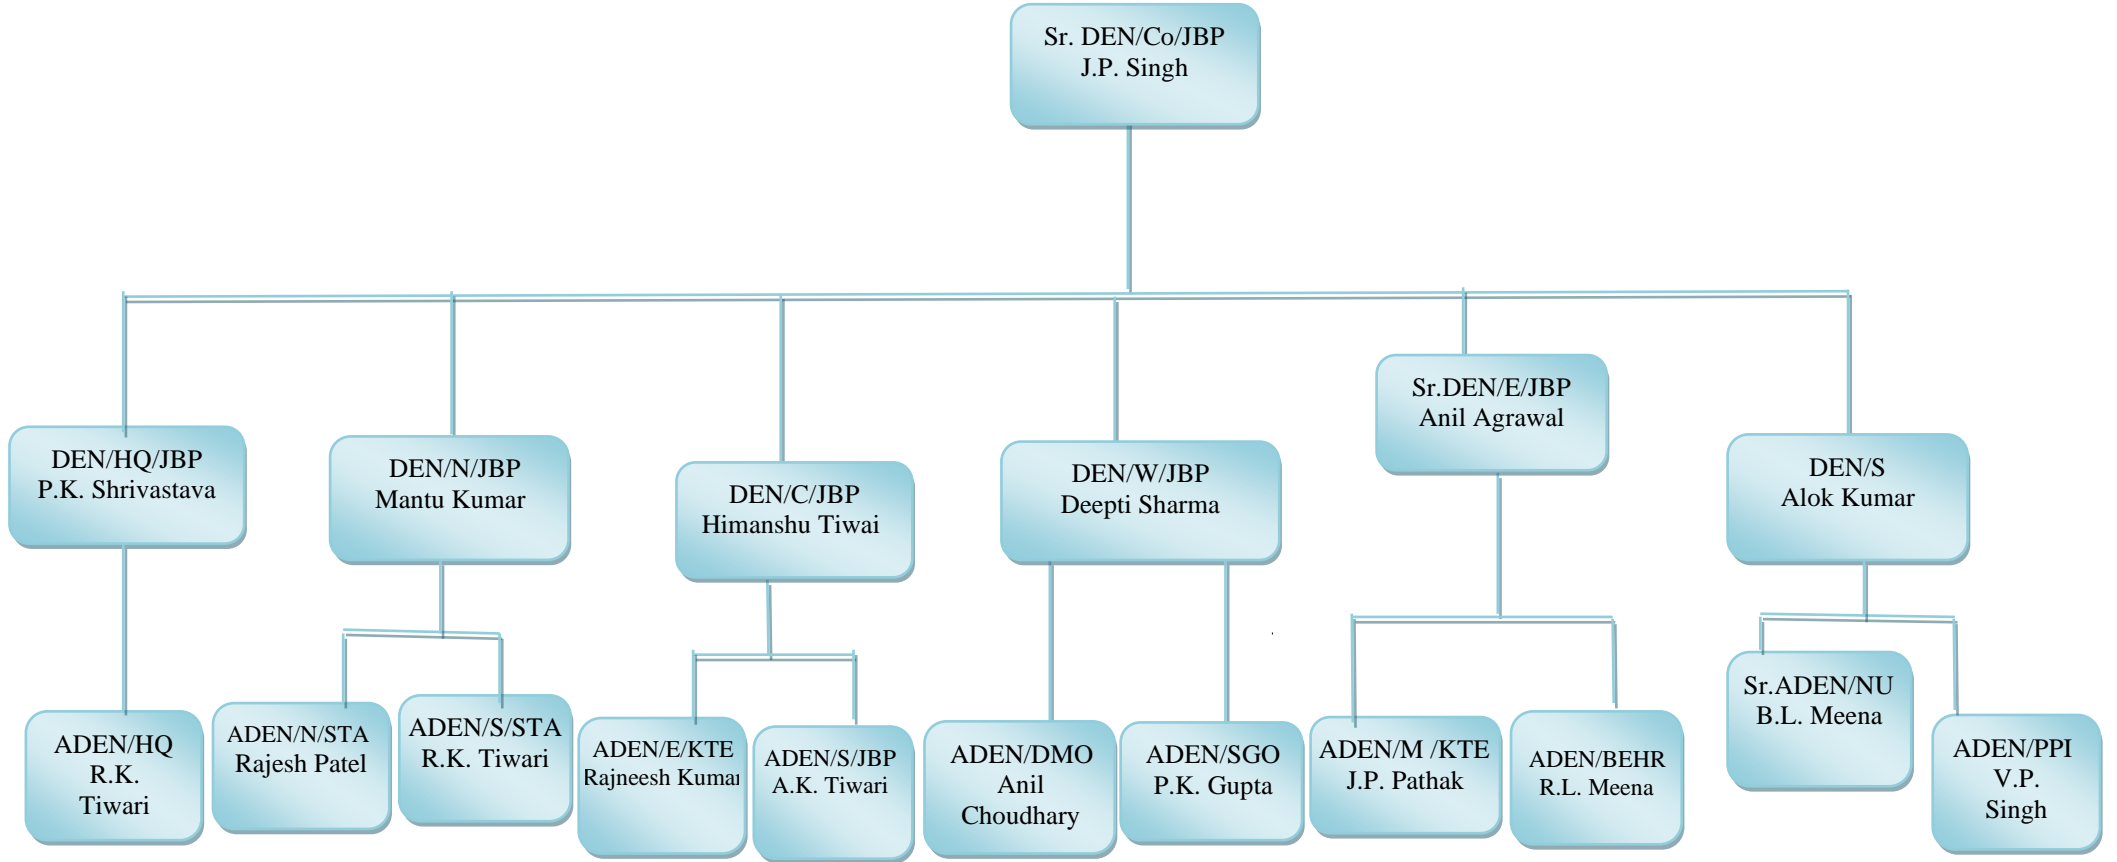 Sr. DEN/Co/JBP
J.P. Singh
DEN/HQ/JBP
P.K. Shrivastava
DEN/N/JBP
Mantu Kumar
DEN/C/JBP
Himanshu Tiwai
DEN/W/JBP
Deepti Sharma
Sr.DEN/E/JBP
Anil Agrawal
DEN/S
Alok Kumar
ADEN/HQ
R.K.
Tiwari
ADEN/N/STA
Rajesh Patel
ADEN/S/STA
R.K. Tiwari
ADEN/E/KTE
Rajneesh Kumar
ADEN/S/JBP
A.K. Tiwari
ADEN/DMO
Anil
Choudhary
ADEN/SGO
P.K. Gupta
ADEN/M /KTE
J.P. Pathak
ADEN/BEHR
R.L. Meena
Sr.ADEN/NU
B.L. Meena
ADEN/PPI
V.P.
Singh